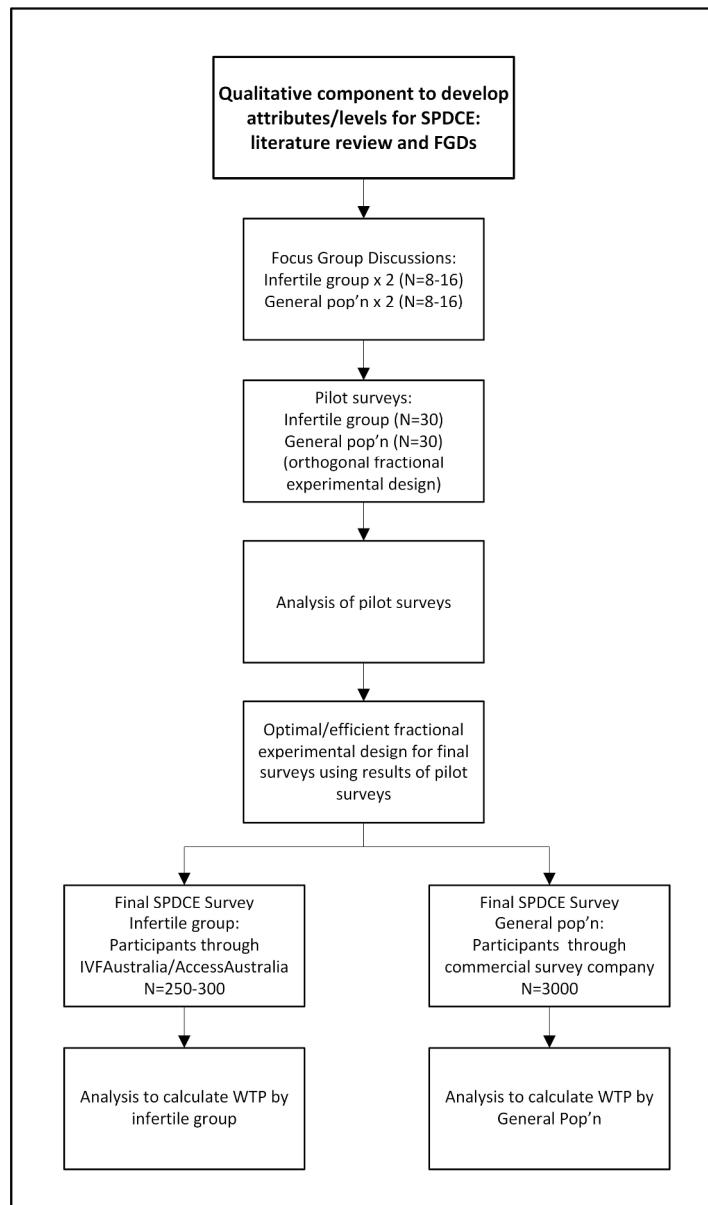 Qualitative component to develop
attributes/levels for SPDCE:
literature review and FGDs
Focus Group Discussions:
Infertile group x 2 (N=8-16)
General pop'n x 2 (N=8-16)
Pilot surveys:
Infertile group (N=30)
General pop'n (N=30)
(orthogonal fractional
experimental design)
Analysis of pilot surveys
Optimal/efficient fractional
experimental design for final
surveys using results of pilot
surveys
Final SPDCE Survey
Infertile group:
Participants through
IVFAustralia/AccessAustralia
N=250-300
Final SPDCE Survey
General pop'n:
Participants through
commercial survey company
N=3000
Analysis to calculate WTP by
infertile group
Analysis to calculate WTP by
General Pop'n